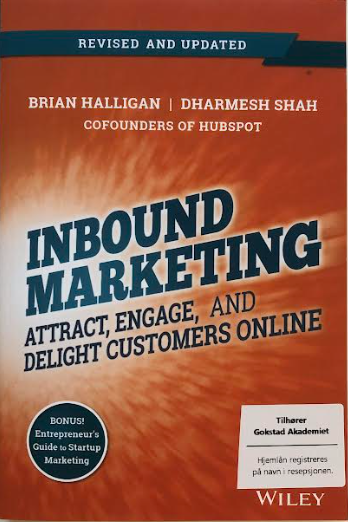 REVISED AND UPDATED
BRIAN HALLIGAN | DHARMESH SHAH
COFOUNDERS OF HUBSPOT
INBOUND
MARKETING
ATTRACT, ENGAGE, AND
DELIGHT CUSTOMERS ONLINE
BONUS!
Entrepreneur's
Guide to Startup
Marketing
Tilhører
Gokstad Akademiet
Hjemlån registreres
på navn i resepsjonen.
WILEY